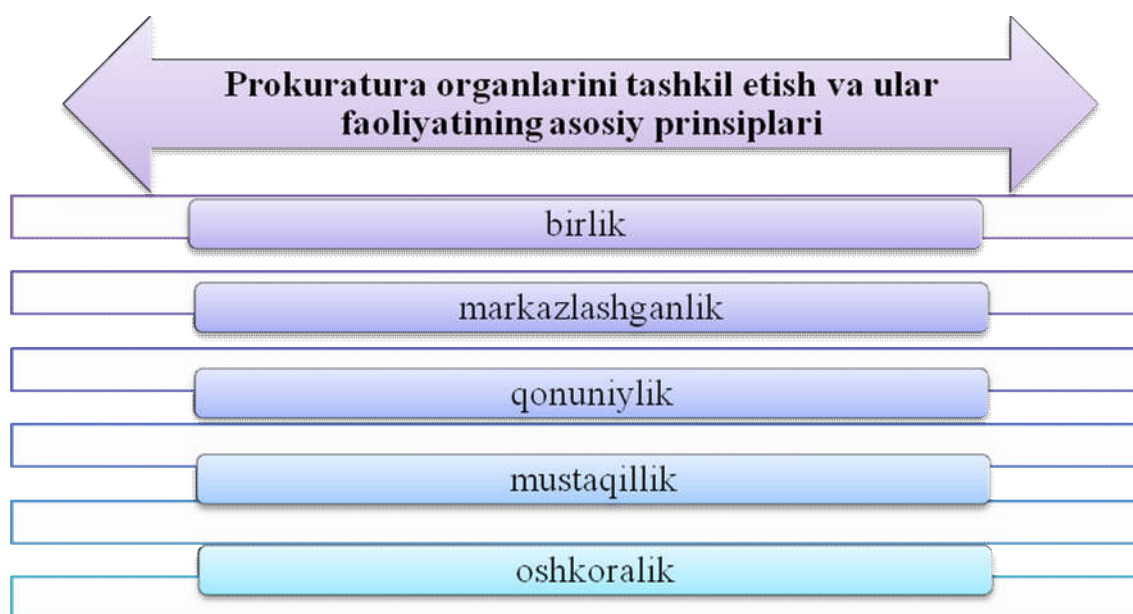 Prokuratura organlarini tashkil etish va ular
faoliyatining asosiy prinsiplari
birlik
markazlashganlik
qonuniylik
mustaqillik
oshkoralik